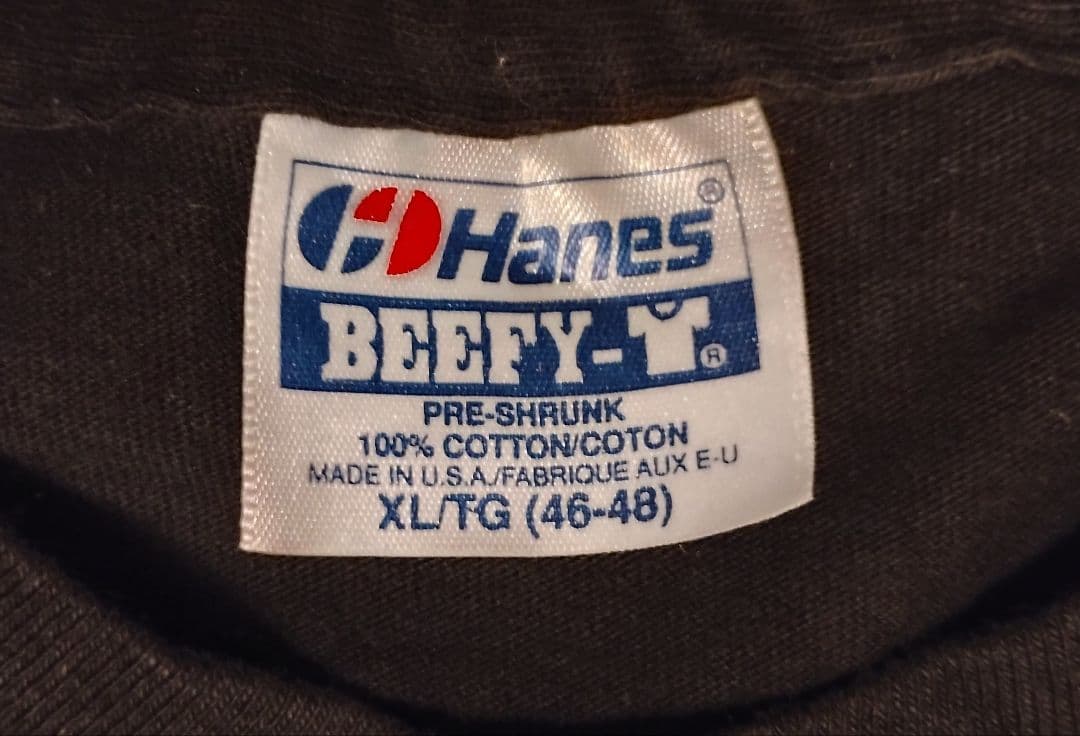 Hanes®
BEEFY-T®
PRE-SHRUNK
100% COTTON/COTON
MADE IN U.S.A./FABRIQUE AUX E-U
XL/TG (46-48)